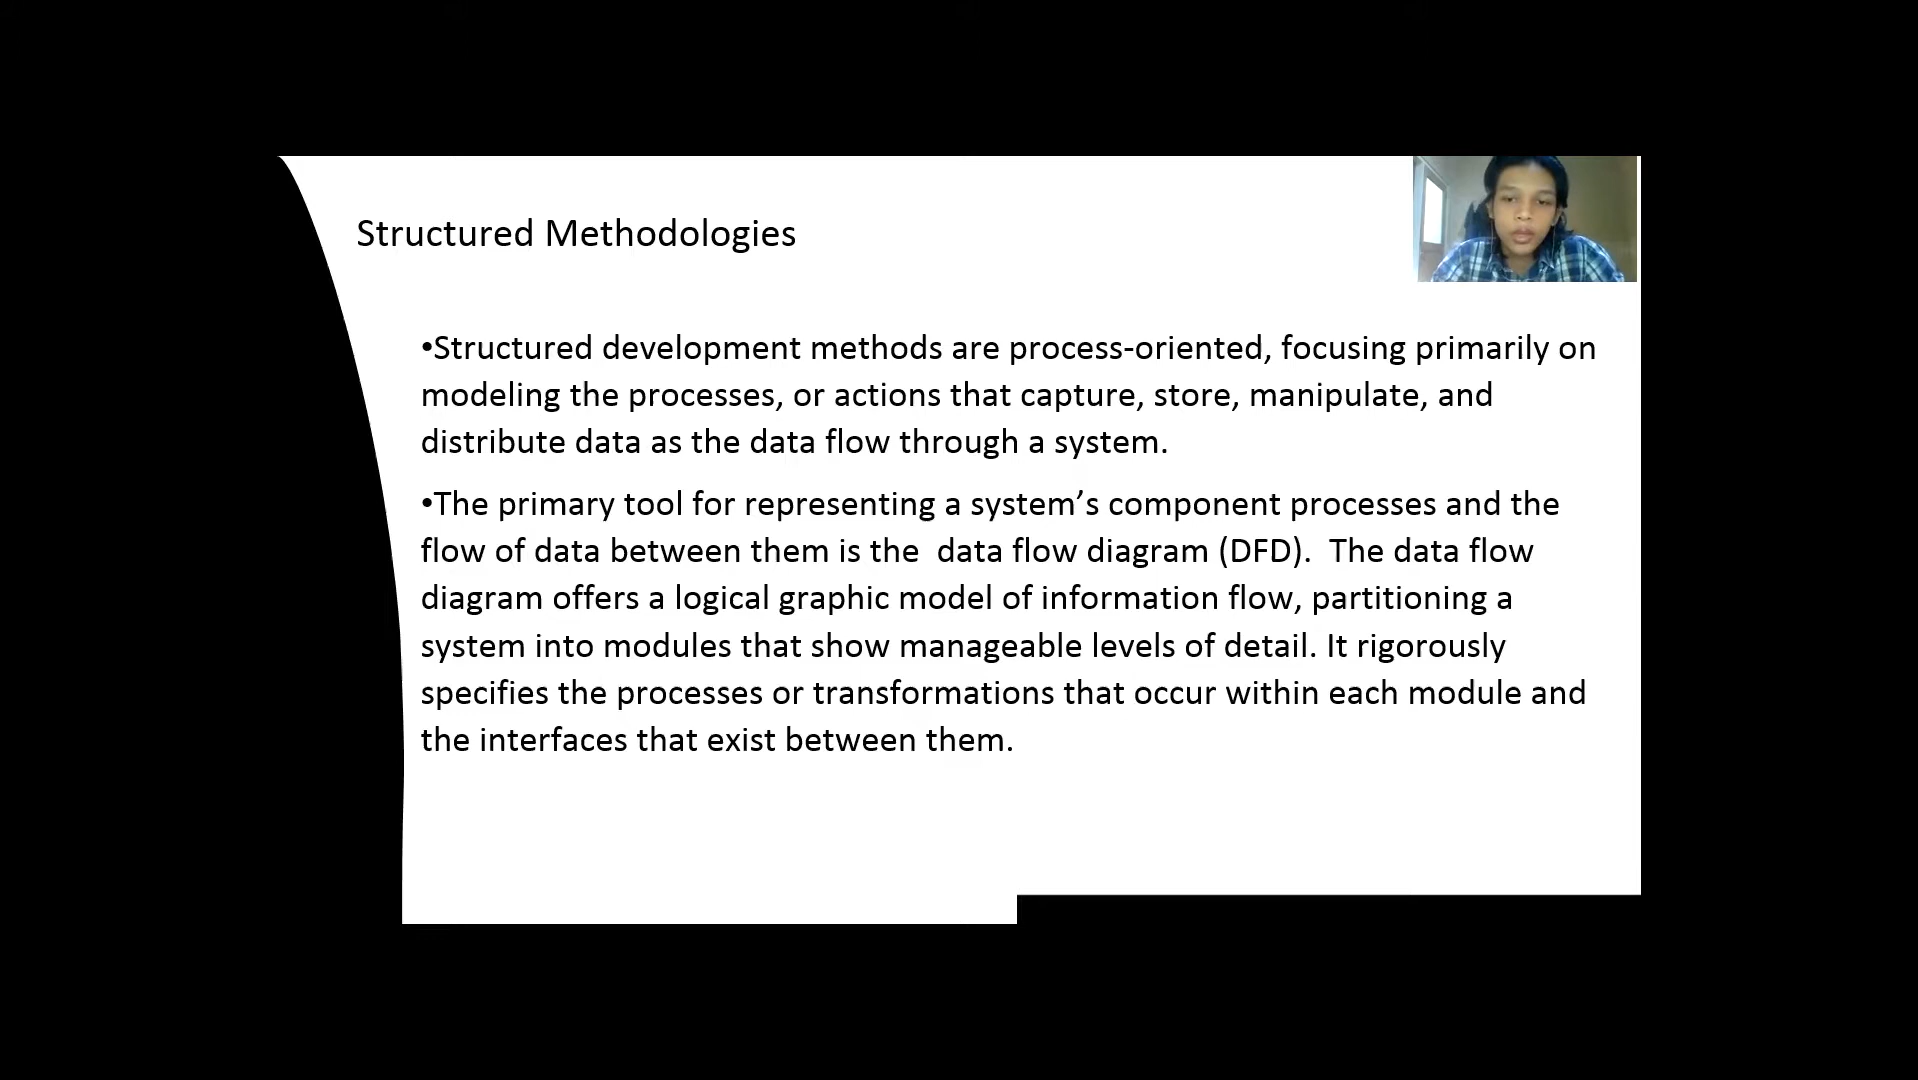 Structured Methodologies
•Structured development methods are process-oriented, focusing primarily on
modeling the processes, or actions that capture, store, manipulate, and
distribute data as the data flow through a system.
•The primary tool for representing a system’s component processes and the
flow of data between them is the  data flow diagram (DFD).  The data flow
diagram offers a logical graphic model of information flow, partitioning a
system into modules that show manageable levels of detail. It rigorously
specifies the processes or transformations that occur within each module and
the interfaces that exist between them.